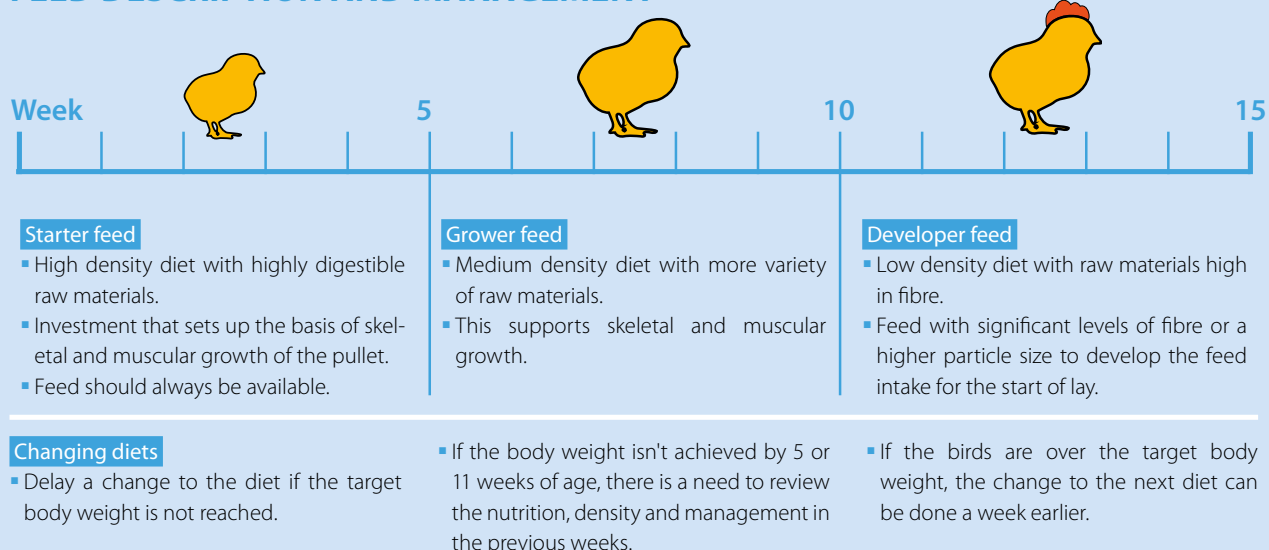 FEED DESCRIPTION AND MANAGEMENT
Week 5 10 15
Starter feed
▪ High density diet with highly digestible
raw materials.
▪ Investment that sets up the basis of skel-
etal and muscular growth of the pullet.
▪ Feed should always be available.
Grower feed
▪ Medium density diet with more variety
of raw materials.
▪ This supports skeletal and muscular
growth.
Developer feed
▪ Low density diet with raw materials high
in fibre.
▪ Feed with significant levels of fibre or a
higher particle size to develop the feed
intake for the start of lay.
Changing diets
▪ Delay a change to the diet if the target
body weight is not reached.
▪ If the body weight isn't achieved by 5 or
11 weeks of age, there is a need to review
the nutrition, density and management in
the previous weeks.
▪ If the birds are over the target body
weight, the change to the next diet can
be done a week earlier.